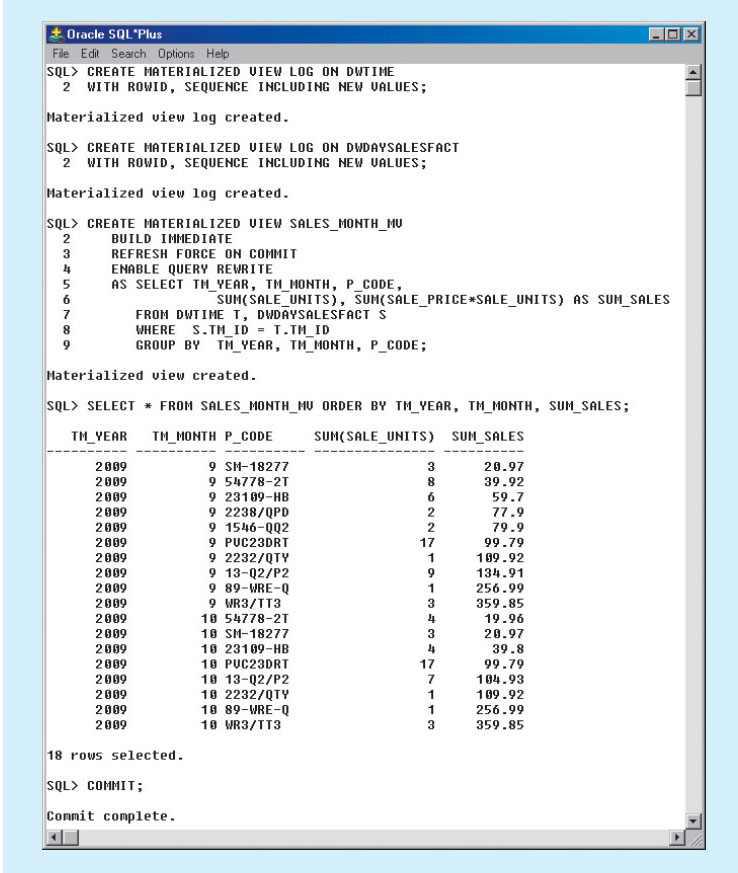 Oracle SQL*Plus
File Edit Search Options Help
SQL> CREATE MATERIALIZED VIEW LOG ON DWTIME
2 WITH ROWID, SEQUENCE INCLUDING NEW VALUES;
Materialized view log created.
SQL> CREATE MATERIALIZED VIEW LOG ON DWDAYSALESFACT
2 WITH ROWID, SEQUENCE INCLUDING NEW VALUES;
Materialized view log created.
SQL> CREATE MATERIALIZED VIEW SALES_MONTH_MV
2 BUILD IMMEDIATE
3 REFRESH FORCE ON COMMIT
4 ENABLE QUERY REWRITE
5 AS SELECT TM_YEAR, TM_MONTH, P_CODE,
6 SUM(SALE_UNITS), SUM(SALE_PRICE*SALE_UNITS) AS SUM_SALES
7 FROM DWTIME T, DWDAYSALESFACT S
8 WHERE S.TM_ID = T.TM_ID
9 GROUP BY TM_YEAR, TM_MONTH, P_CODE;
Materialized view created.
SQL> SELECT * FROM SALES_MONTH_MV ORDER BY TM_YEAR, TM_MONTH, SUM_SALES;
TM_YEAR TM_MONTH P_CODE SUM(SALE_UNITS) SUM_SALES
---------- ---------- ---------- --------------- ----------
2009 9 SM-18277 3 20.97
2009 9 54778-2T 8 39.92
2009 9 23109-HB 6 59.7
2009 9 2238/QPD 2 77.9
2009 9 1546-QQ2 2 79.9
2009 9 PVC23DRT 17 99.79
2009 9 2232/QTY 1 109.92
2009 9 13-Q2/P2 9 134.91
2009 9 89-WRE-Q 1 256.99
2009 9 WR3/TT3 3 359.85
2009 10 54778-2T 4 19.96
2009 10 SM-18277 3 20.97
2009 10 23109-HB 4 39.8
2009 10 PVC23DRT 17 99.79
2009 10 13-Q2/P2 7 104.93
2009 10 2232/QTY 1 109.92
2009 10 89-WRE-Q 1 256.99
2009 10 WR3/TT3 3 359.85
18 rows selected.
SQL> COMMIT;
Commit complete.